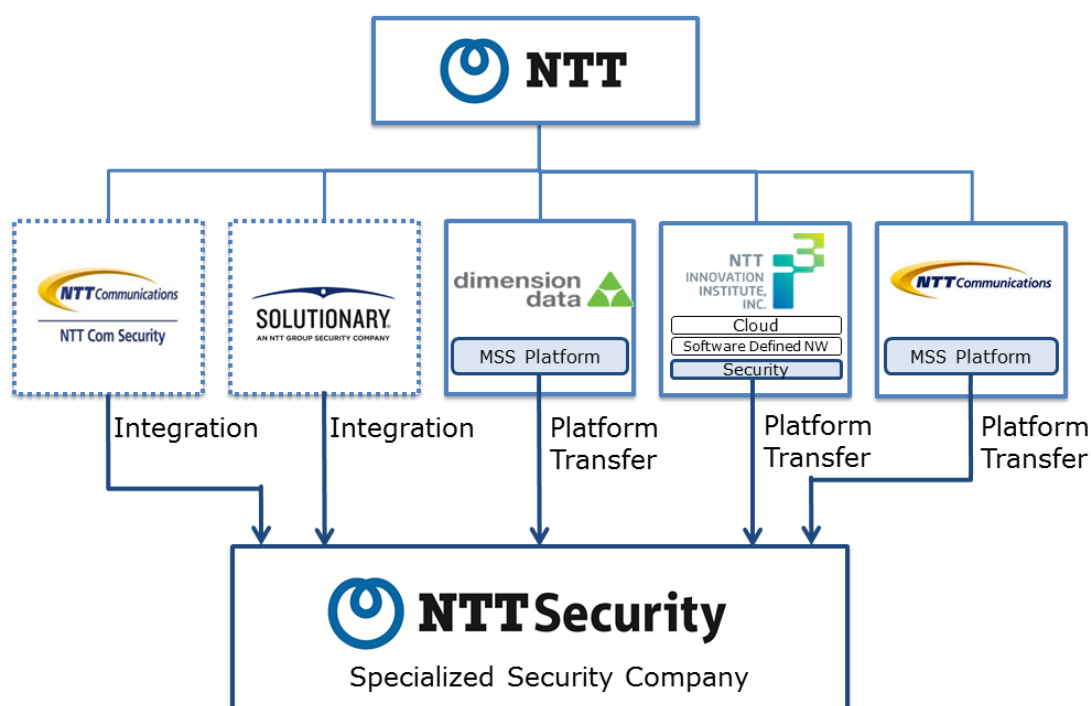 NTT
NTT Communications
NTT Com Security
SOLUTIONARY®
AN NTT GROUP SECURITY COMPANY
dimension
data
MSS Platform
NTT
INNOVATION
INSTITUTE,
INC.
i3
Cloud
Software Defined NW
Security
NTT Communications
MSS Platform
Integration
Integration
Platform
Transfer
Platform
Transfer
Platform
Transfer
NTT Security
Specialized Security Company